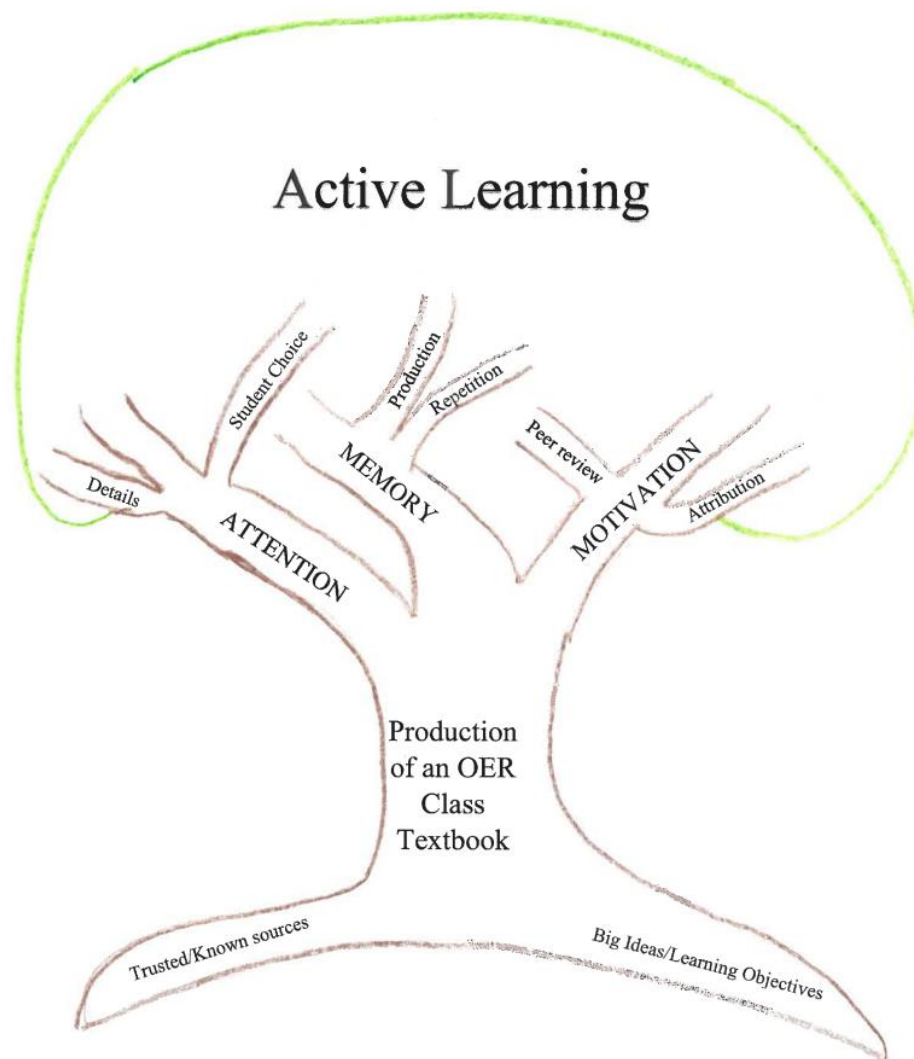 Active Learning
Student Choice
Production
Repetition
Peer review
Details
Attribution
MEMORY
MOTIVATION
ATTENTION
Production
of an OER
Class
Textbook
Trusted/Known sources
Big Ideas/Learning Objectives